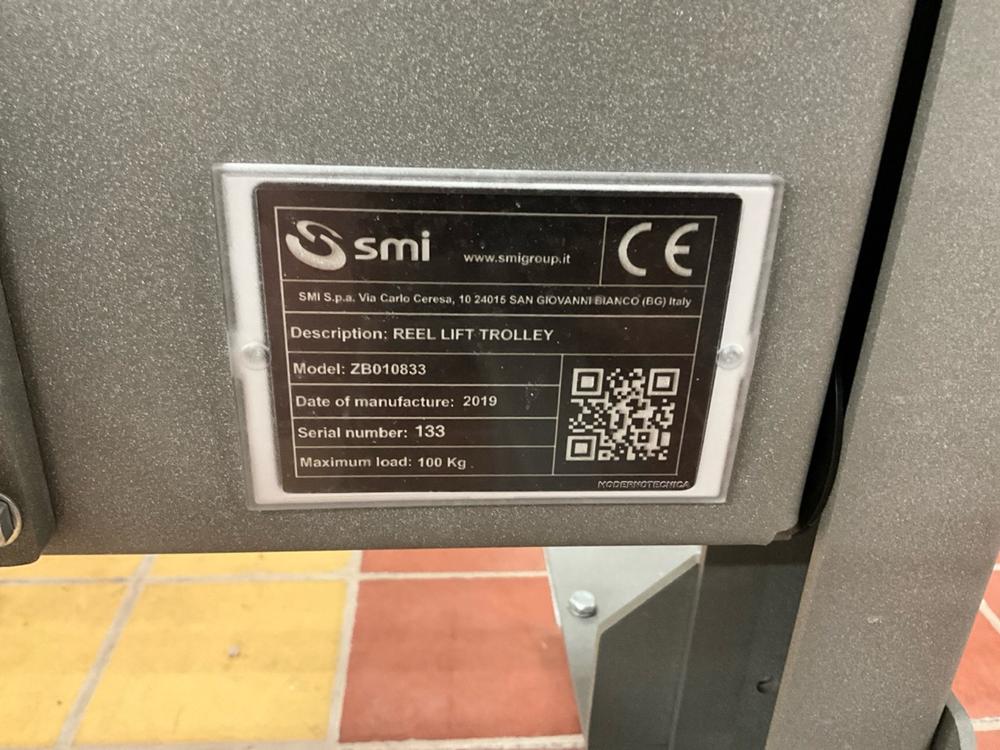 smi www.smigroup.it CE
SMI S.p.a. Via Carlo Ceresa, 10 24015 SAN GIOVANNI BIANCO (BG) Italy
Description: REEL LIFT TROLLEY
Model: ZB010833
Date of manufacture: 2019
Serial number: 133
Maximum load: 100 Kg
MODERNOTECNICA